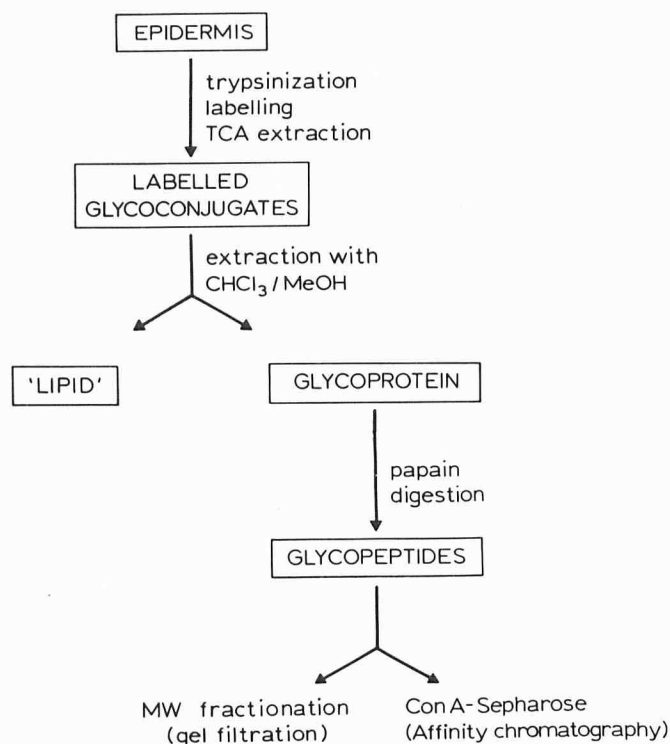 EPIDERMIS
trypsinization
labelling
TCA extraction
LABELLED
GLYCOCONJUGATES
extraction with
CHCl₃ / MeOH
'LIPID'
GLYCOPROTEIN
papain
digestion
GLYCOPEPTIDES
MW fractionation
(gel filtration)
Con A-Sepharose
(Affinity chromatography)